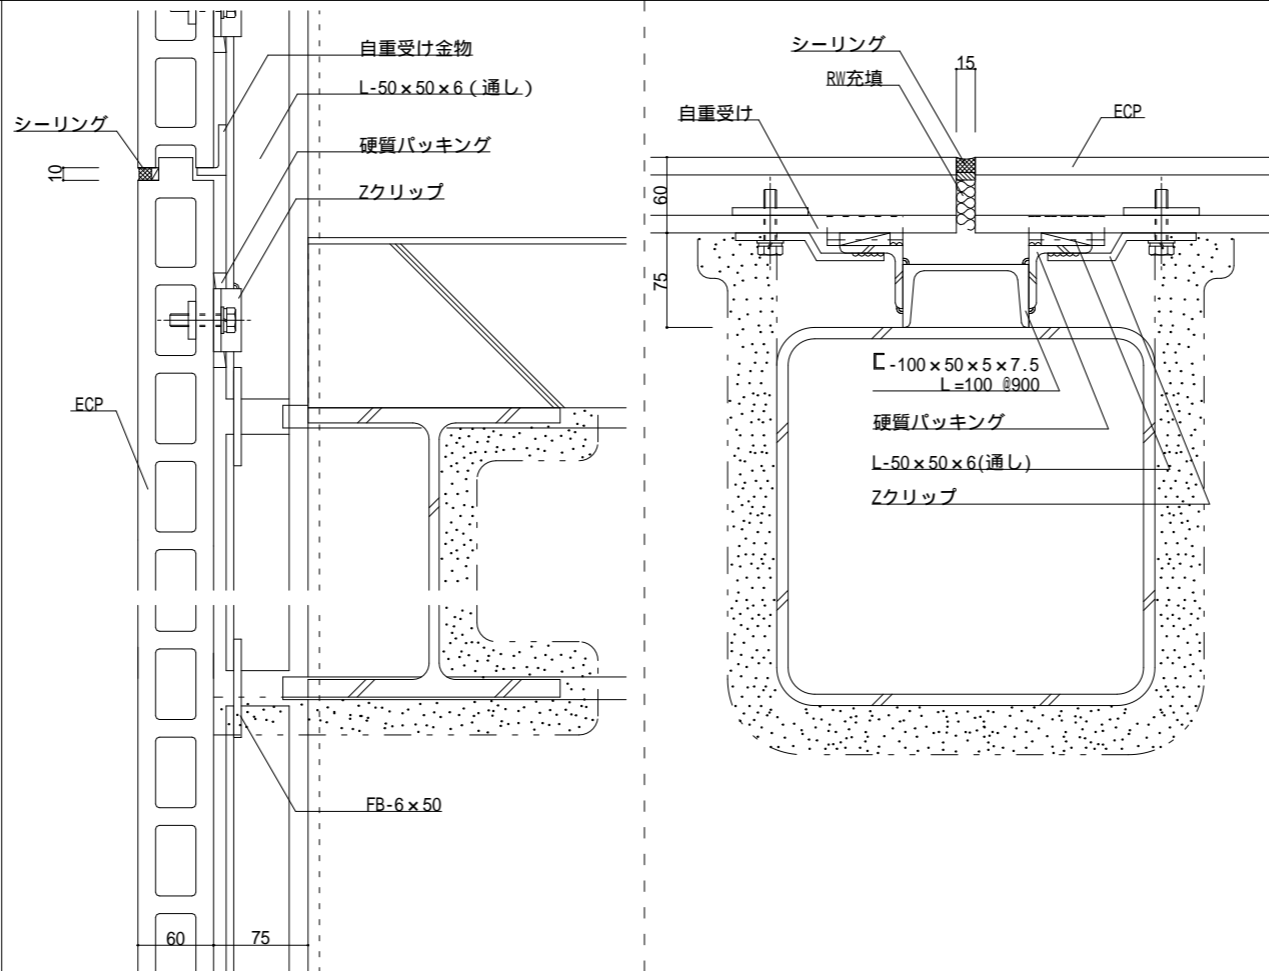 自重受け金物
L-50×50×6(通し)
シーリング
硬質パッキング
10
Zクリップ
ECP
FB-6×50
60
75
シーリング
15
RW充填
自重受け
ECP
60
75
[-100×50×5×7.5
L=100 @900
硬質パッキング
L-50×50×6(通し)
Zクリップ